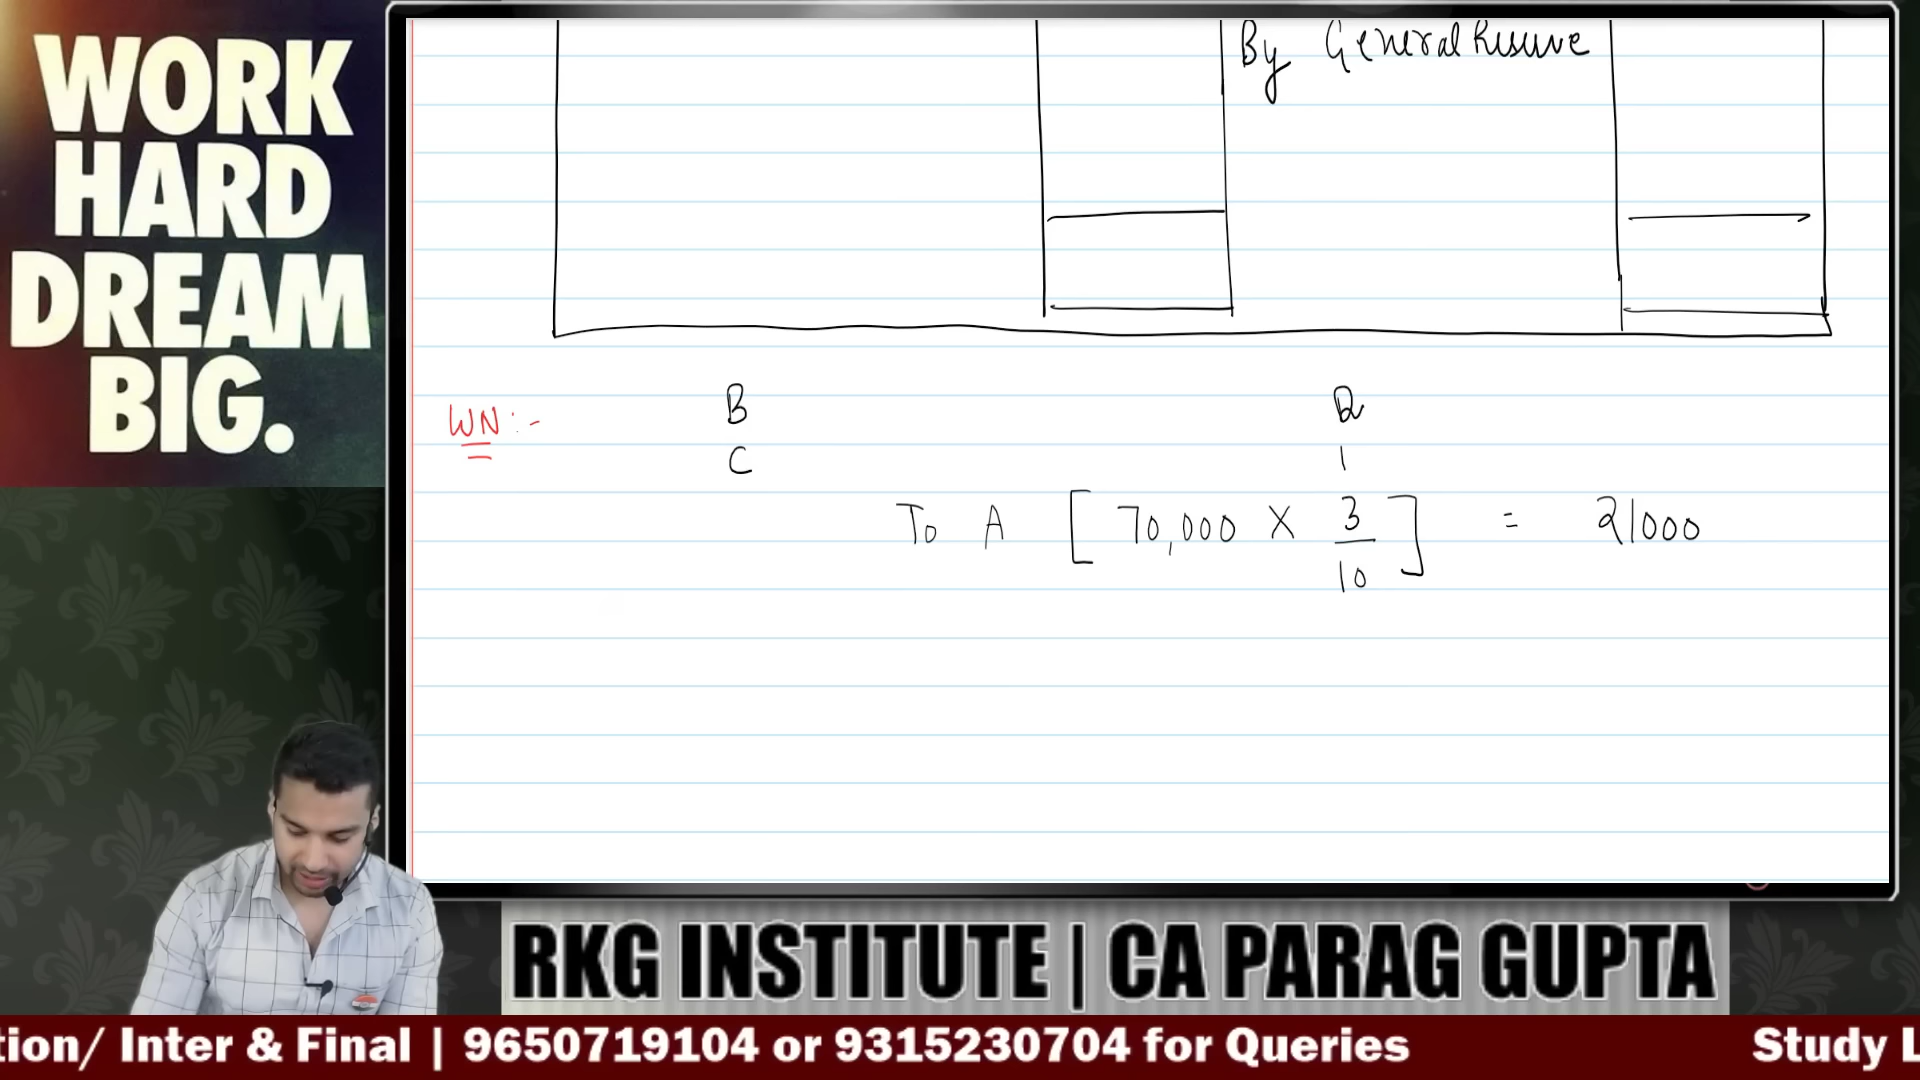 WORK
HARD
DREAM
BIG.
By General Reserve
WN:- B 2
C 1
To A [ 70,000 X 3/10 ] = 21000
RKG INSTITUTE | CA PARAG GUPTA
tion/ Inter & Final | 9650719104 or 9315230704 for Queries Study L